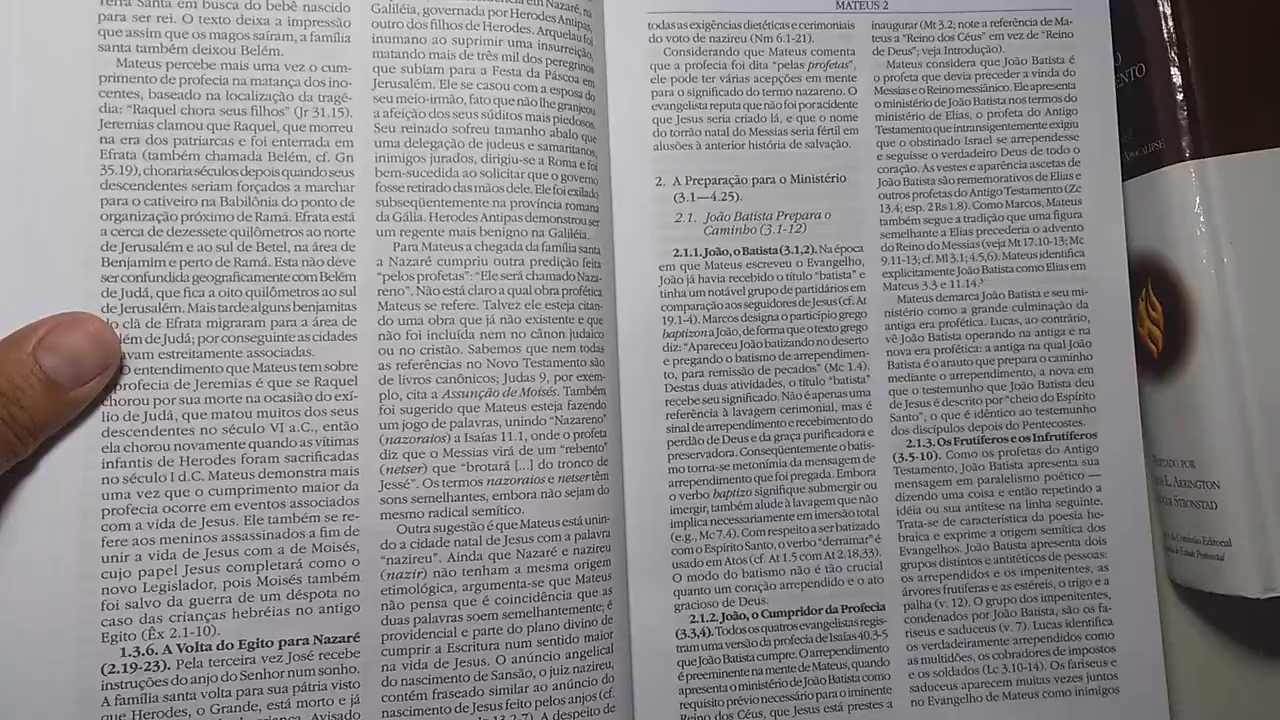 Terra Santa em busca do bebê nascido
para ser rei. O texto deixa a impressão
que assim que os magos saíram, a família
santa também deixou Belém.
Mateus percebe mais uma vez o cum-
primento de profecia na matança dos ino-
centes, baseado na localização da tragé-
dia: “Raquel chora seus filhos” (Jr 31.15).
Jeremias clamou que Raquel, que morreu
na era dos patriarcas e foi enterrada em
Efrata (também chamada Belém, cf. Gn
35.19), choraria séculos depois quando seus
descendentes seriam forçados a marchar
para o cativeiro na Babilônia do ponto de
organização próximo de Ramá. Efrata está
a cerca de dezessete quilômetros ao norte
de Jerusalém e ao sul de Betel, na área de
Benjamim e perto de Ramá. Esta não deve
ser confundida geograficamente com Belém
de Judá, que fica a oito quilômetros ao sul
de Jerusalém. Mais tarde alguns benjamitas
do clã de Efrata migraram para a área de
lém de Judá; por conseguinte as cidades
avam estreitamente associadas.
O entendimento que Mateus tem sobre
profecia de Jeremias é que se Raquel
chorou por sua morte na ocasião do exí-
lio de Judá, que matou muitos dos seus
descendentes no século VI a.C., então
ela chorou novamente quando as vítimas
infantis de Herodes foram sacrificadas
no século I d.C. Mateus demonstra mais
uma vez que o cumprimento maior da
profecia ocorre em eventos associados
com a vida de Jesus. Ele também se re-
fere aos meninos assassinados a fim de
unir a vida de Jesus com a de Moisés,
cujo papel Jesus completará como o
novo Legislador, pois Moisés também
foi salvo da guerra de um déspota no
caso das crianças hebréias no antigo
Egito (Êx 2.1-10).
1.3.6. A Volta do Egito para Nazaré
(2.19-23). Pela terceira vez José recebe
instruções do anjo do Senhor num sonho.
A família santa volta para sua pátria visto
que Herodes, o Grande, está morto e já
Avisado
em Nazaré, na
Galiléia, governada por Herodes Antipas,
outro dos filhos de Herodes. Arquelau foi
inumano ao suprimir uma insurreição,
matando mais de três mil dos peregrinos
que subiam para a Festa da Páscoa em
Jerusalém. Ele se casou com a esposa do
seu meio-irmão, fato que não lhe granjeou
a afeição dos seus súditos mais piedosos.
Seu reinado sofreu tamanho abalo que
uma delegação de judeus e samaritanos,
inimigos jurados, dirigiu-se a Roma e foi
bem-sucedida ao solicitar que o governo
fosse retirado das mãos dele. Ele foi exilado
subseqüentemente na província romana
da Gália. Herodes Antipas demonstrou ser
um regente mais benigno na Galiléia.
Para Mateus a chegada da família santa
a Nazaré cumpriu outra predição feita
“pelos profetas”: “Ele será chamado Naza-
reno”. Não está claro a qual obra profética
Mateus se refere. Talvez ele esteja citan-
do uma obra que já não existente e que
não foi incluída nem no cânon judaico
ou no cristão. Sabemos que nem todas
as referências no Novo Testamento são
de livros canônicos; Judas 9, por exem-
plo, cita a Assunção de Moisés. Também
foi sugerido que Mateus esteja fazendo
um jogo de palavras, unindo “Nazareno”
(nazoraios) a Isaías 11.1, onde o profeta
diz que o Messias virá de um “rebento”
(netser) que “brotará [...] do tronco de
Jessé”. Os termos nazoraios e netser têm
sons semelhantes, embora não sejam do
mesmo radical semítico.
Outra sugestão é que Mateus está unin-
do a cidade natal de Jesus com a palavra
“nazireu”. Ainda que Nazaré e nazireu
(nazir) não tenham a mesma origem
etimológica, argumenta-se que Mateus
não pensa que é coincidência que as
duas palavras soem semelhantemente; é
providencial e parte do plano divino de
cumprir a Escritura num sentido maior
na vida de Jesus. O anúncio angelical
do nascimento de Sansão, o juiz nazireu,
contém fraseado similar ao anúncio do
nascimento de Jesus feito pelos anjos (cf.
13.2-7). A despeito de
MATEUS 2
todas as exigências dietéticas e cerimoniais
do voto de nazireu (Nm 6.1-21).
Considerando que Mateus comenta
que a profecia foi dita “pelas profetas”,
ele pode ter várias acepções em mente
para o significado do termo nazareno. O
evangelista reputa que não foi por acidente
que Jesus seria criado lá, e que o nome
do torrão natal do Messias seria fértil em
alusões à anterior história de salvação.
2. A Preparação para o Ministério
(3.1—4.25).
2.1. João Batista Prepara o
Caminho (3.1-12)
2.1.1. João, o Batista (3.1,2). Na época
em que Mateus escreveu o Evangelho,
João já havia recebido o título “batista” e
tinha um notável grupo de partidários em
comparação aos seguidores de Jesus (cf. At
19.1-4). Marcos designa o particípio grego
baptizon a João, de forma que o texto grego
diz: “Apareceu João batizando no deserto
e pregando o batismo de arrependimen-
to, para remissão de pecados” (Mc 1.4).
Destas duas atividades, o título “batista”
recebe seu significado. Não é apenas uma
referência à lavagem cerimonial, mas é
sinal de arrependimento e recebimento do
perdão de Deus e da graça purificadora e
preservadora. Conseqüentemente o batis-
mo torna-se metonímia da mensagem de
arrependimento que foi pregada. Embora
o verbo baptizo signifique submergir ou
imergir, também alude à lavagem que não
implica necessariamente em imersão total
(e.g., Mc 7.4). Com respeito a ser batizado
com o Espírito Santo, o verbo “derramar” é
usado em Atos (cf. At 1.5 com At 2.18,33).
O modo do batismo não é tão crucial
quanto um coração arrependido e o ato
gracioso de Deus.
2.1.2. João, o Cumpridor da Profecia
(3.3,4). Todos os quatros evangelistas regis-
tram uma versão da profecia de Isaías 40.3-5
que João Batista cumpre. O arrependimento
é preeminente na mente de Mateus, quando
apresenta o ministério de João Batista como
requisito prévio necessário para o iminente
Reino dos Céus, que Jesus está prestes a
inaugurar (Mt 3.2; note a referência de Ma-
teus a “Reino dos Céus” em vez de “Reino
de Deus”; veja Introdução).
Mateus considera que João Batista é
o profeta que devia preceder a vinda do
Messias e o Reino messiânico. Ele apresenta
o ministério de João Batista nos termos do
ministério de Elias, o profeta do Antigo
Testamento que intransigentemente exigiu
que o obstinado Israel se arrependesse
e seguisse o verdadeiro Deus de todo o
coração. As vestes e aparência ascetas de
João Batista são rememorativas de Elias e
outros profetas do Antigo Testamento (Zc
13.4; esp. 2 Rs 1.8). Como Marcos, Mateus
também segue a tradição que uma figura
semelhante a Elias precederia o advento
do Reino do Messias (veja Mt 17.10-13; Mc
9.11-13; cf. Ml 3.1; 4.5,6). Mateus identifica
explicitamente João Batista como Elias em
Mateus 3.3 e 11.14.
Mateus demarca João Batista e seu mi-
nistério como a grande culminação da
antiga era profética. Lucas, ao contrário,
vê João Batista operando na antiga e na
nova era profética: a antiga na qual João
Batista é o arauto que prepara o caminho
mediante o arrependimento, a nova em
que o testemunho que João Batista deu
de Jesus é descrito por “cheio do Espírito
Santo”, o que é idêntico ao testemunho
dos discípulos depois do Pentecostes.
2.1.3. Os Frutíferos e os Infrutíferos
(3.5-10). Como os profetas do Antigo
Testamento, João Batista apresenta sua
mensagem em paralelismo poético —
dizendo uma coisa e então repetindo a
idéia ou sua antítese na linha seguinte.
Trata-se de característica da poesia he-
braica e exprime a origem semítica dos
Evangelhos. João Batista apresenta dois
grupos distintos e antitéticos de pessoas:
os arrependidos e os impenitentes, as
árvores frutíferas e as estéreis, o trigo e a
palha (v. 12). O grupo dos impenitentes,
condenados por João Batista, são os fa-
riseus e saduceus (v. 7). Lucas identifica
os verdadeiramente arrependidos como
as multidões, os cobradores de impostos
e os soldados (Lc 3.10-14). Os fariseus e
saduceus aparecem muitas vezes juntos
no Evangelho de Mateus como inimigos
APOCALIPSE
EDITADO POR
L. ARRINGTON
STRONSTAD